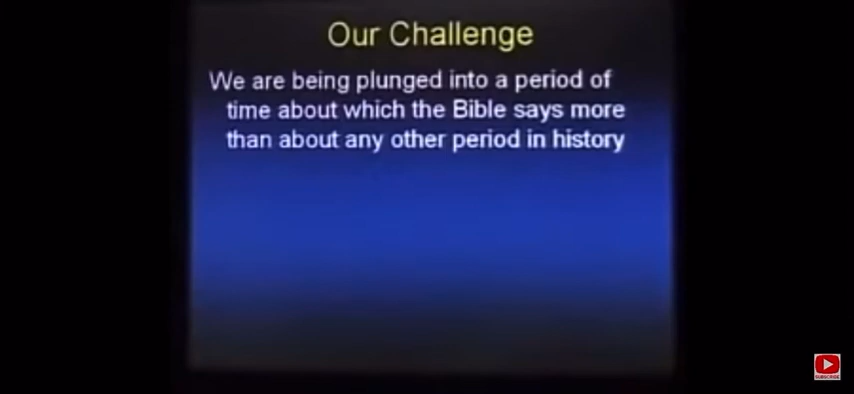 Our Challenge
We are being plunged into a period of
time about which the Bible says more
than about any other period in history
SUBSCRIBE